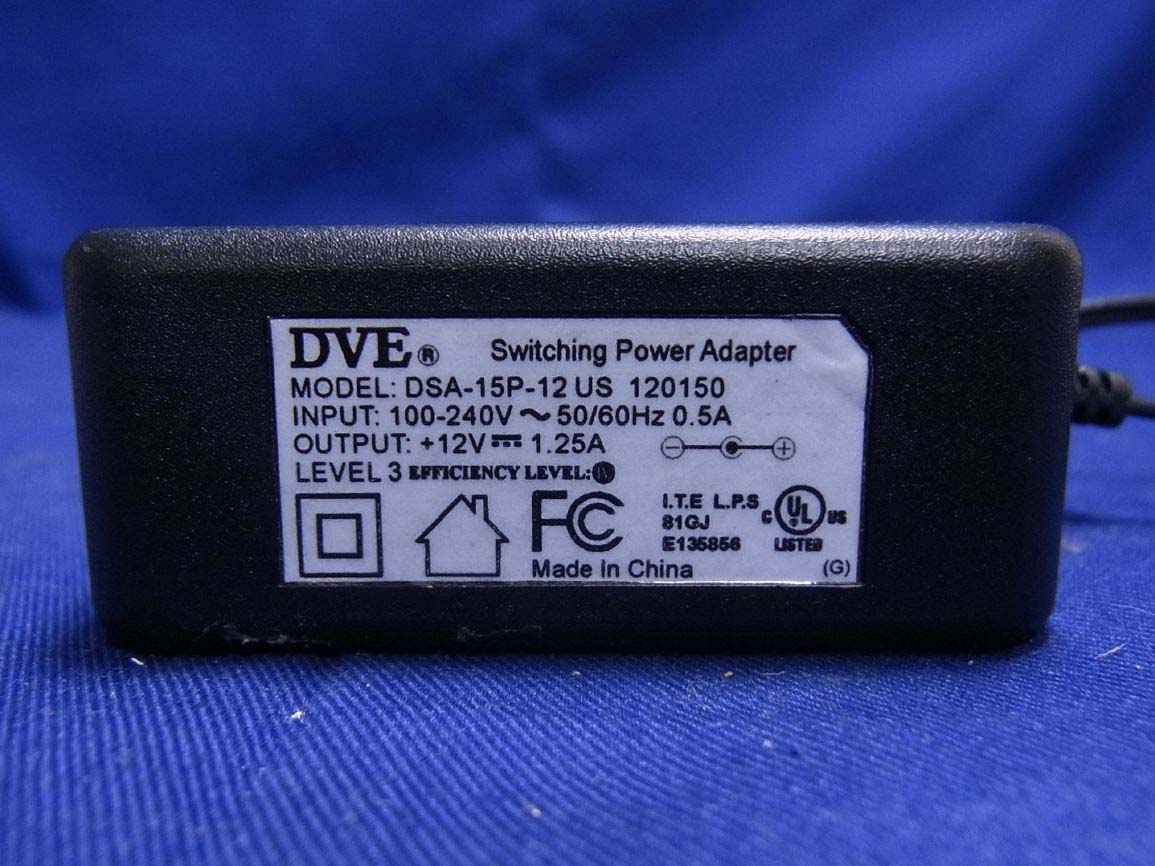 DVE® Switching Power Adapter
MODEL: DSA-15P-12 US 120150
INPUT: 100-240V ~ 50/60Hz 0.5A
OUTPUT: +12V ⎓ 1.25A
LEVEL 3 EFFICIENCY LEVEL: IV
FC
I.T.E L.P.S
81GJ
E135856
C UL US
LISTED
Made In China
(G)